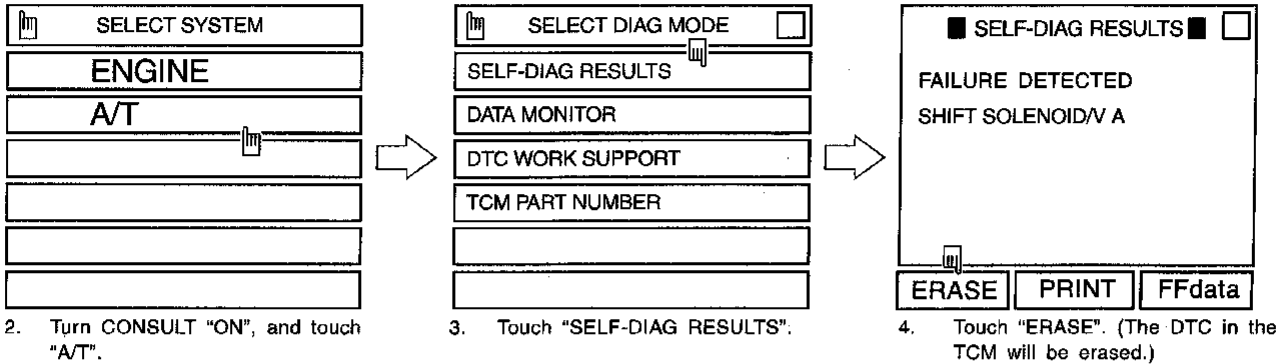 SELECT SYSTEM
ENGINE
A/T
2. Turn CONSULT "ON", and touch
"A/T".
SELECT DIAG MODE
SELF-DIAG RESULTS
DATA MONITOR
DTC WORK SUPPORT
TCM PART NUMBER
3. Touch "SELF-DIAG RESULTS".
SELF-DIAG RESULTS
FAILURE DETECTED
SHIFT SOLENOID/V A
ERASE PRINT FFdata
4. Touch "ERASE". (The DTC in the
TCM will be erased.)